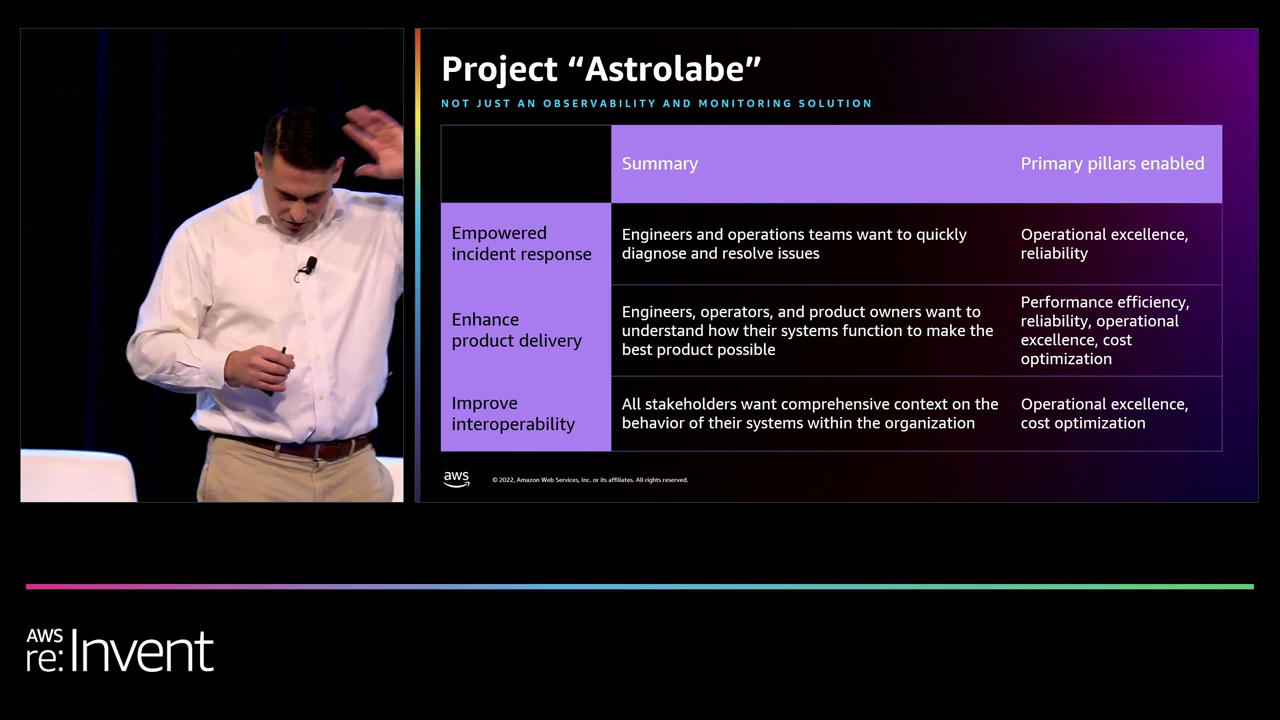 Project “Astrolabe”
NOT JUST AN OBSERVABILITY AND MONITORING SOLUTION
Summary
Primary pillars enabled
Empowered
incident response
Engineers and operations teams want to quickly
diagnose and resolve issues
Operational excellence,
reliability
Enhance
product delivery
Engineers, operators, and product owners want to
understand how their systems function to make the
best product possible
Performance efficiency,
reliability, operational
excellence, cost
optimization
Improve
interoperability
All stakeholders want comprehensive context on the
behavior of their systems within the organization
Operational excellence,
cost optimization
aws
© 2022, Amazon Web Services, Inc. or its affiliates. All rights reserved.
AWS
re:Invent